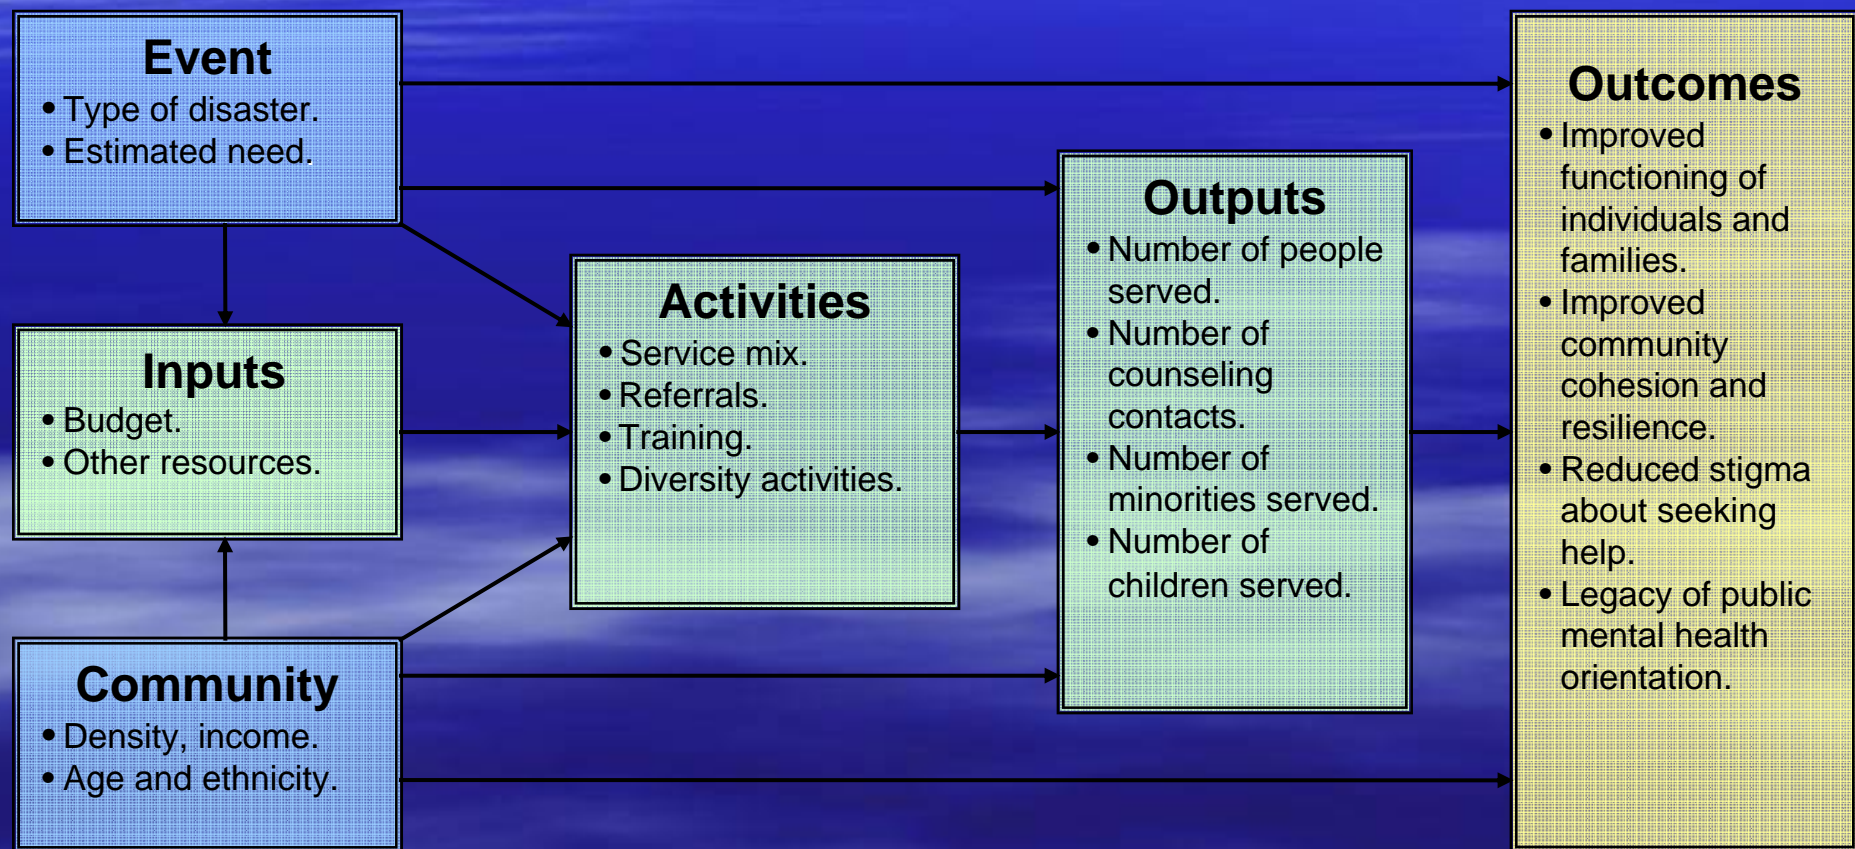 Event
• Type of disaster.
• Estimated need.
Inputs
• Budget.
• Other resources.
Community
• Density, income.
• Age and ethnicity.
Activities
• Service mix.
• Referrals.
• Training.
• Diversity activities.
Outputs
• Number of people
served.
• Number of
counseling
contacts.
• Number of
minorities served.
• Number of
children served.
Outcomes
• Improved
functioning of
individuals and
families.
• Improved
community
cohesion and
resilience.
• Reduced stigma
about seeking
help.
• Legacy of public
mental health
orientation.